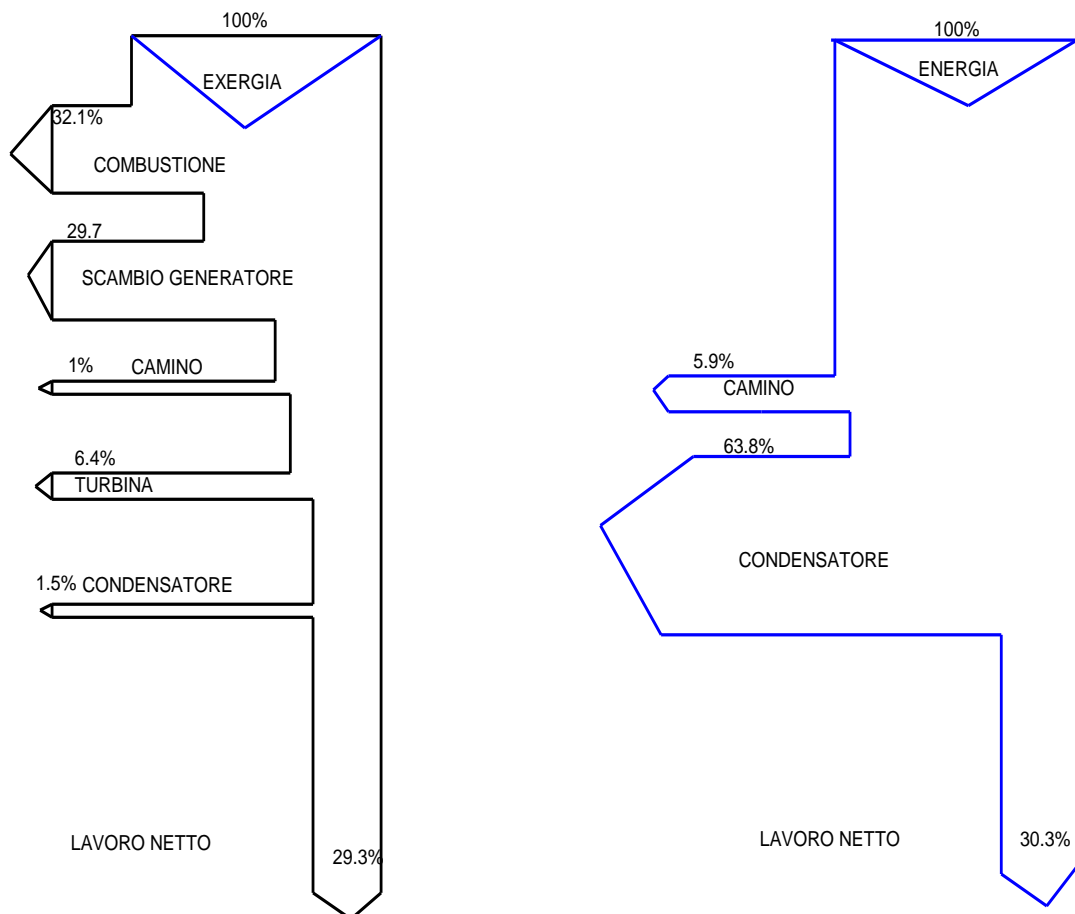 100%
EXERGIA
32.1%
COMBUSTIONE
29.7
SCAMBIO GENERATORE
1%
CAMINO
6.4%
TURBINA
1.5%
CONDENSATORE
LAVORO NETTO
29.3%
100%
ENERGIA
5.9%
CAMINO
63.8%
CONDENSATORE
LAVORO NETTO
30.3%